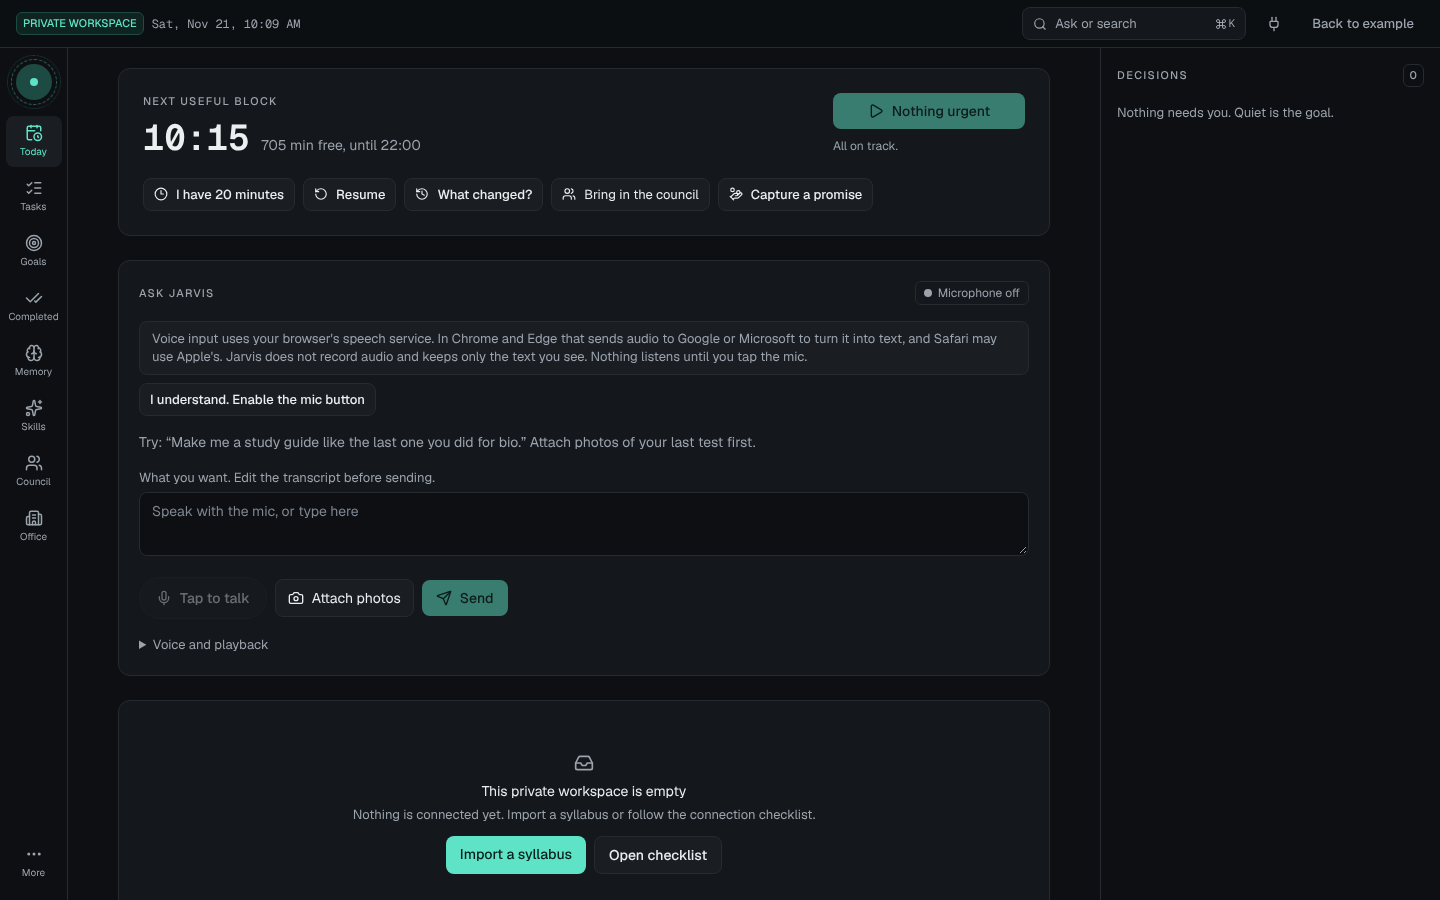 PRIVATE WORKSPACE
Sat, Nov 21, 10:09 AM
Ask or search
⌘K
Back to example
Today
Tasks
Goals
Completed
Memory
Skills
Council
Office
More
NEXT USEFUL BLOCK
10:15 705 min free, until 22:00
Nothing urgent
All on track.
I have 20 minutes
Resume
What changed?
Bring in the council
Capture a promise
ASK JARVIS
Microphone off
Voice input uses your browser's speech service. In Chrome and Edge that sends audio to Google or Microsoft to turn it into text, and Safari may
use Apple's. Jarvis does not record audio and keeps only the text you see. Nothing listens until you tap the mic.
I understand. Enable the mic button
Try: “Make me a study guide like the last one you did for bio.” Attach photos of your last test first.
What you want. Edit the transcript before sending.
Speak with the mic, or type here
Tap to talk
Attach photos
Send
Voice and playback
This private workspace is empty
Nothing is connected yet. Import a syllabus or follow the connection checklist.
Import a syllabus
Open checklist
DECISIONS
0
Nothing needs you. Quiet is the goal.